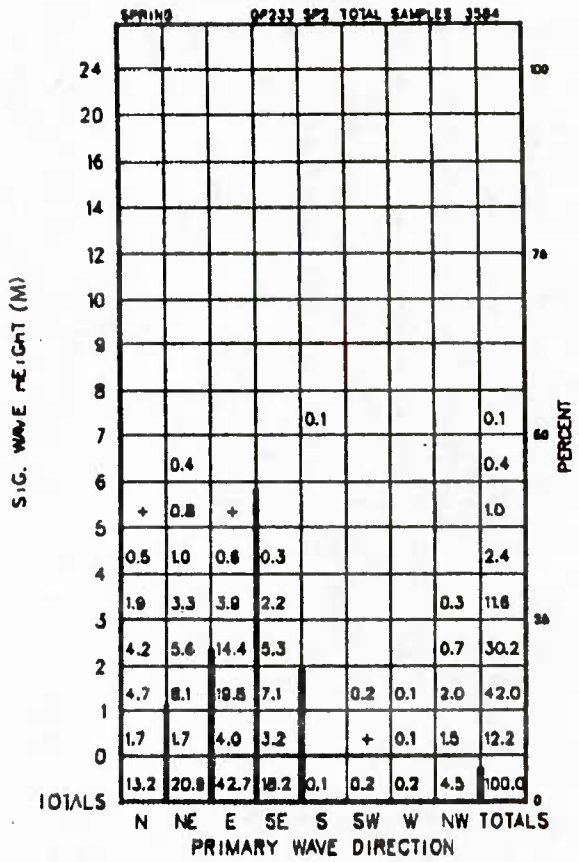 SPRING GP233 SP2 TOTAL SAMPLES
24 100
20
16
14
12 75
10
9
8
0.1 0.1
7 50
0.4 0.4
6
+ 0.8 + 1.0
5
0.5 1.0 0.6 0.3 2.4
4
1.9 3.3 3.9 2.2 0.3 11.6
3 25
4.2 5.6 14.4 5.3 0.7 30.2
2
4.7 8.1 19.8 7.1 0.2 0.1 2.0 42.0
1
1.7 1.7 4.0 3.2 + 0.1 1.5 12.2
0
TOTALS 13.2 20.9 42.7 18.2 0.1 0.2 0.2 4.5 100.0 0
N NE E SE S SW W NW TOTALS
PRIMARY WAVE DIRECTION
SIG. WAVE HEIGHT (M)
PERCENT